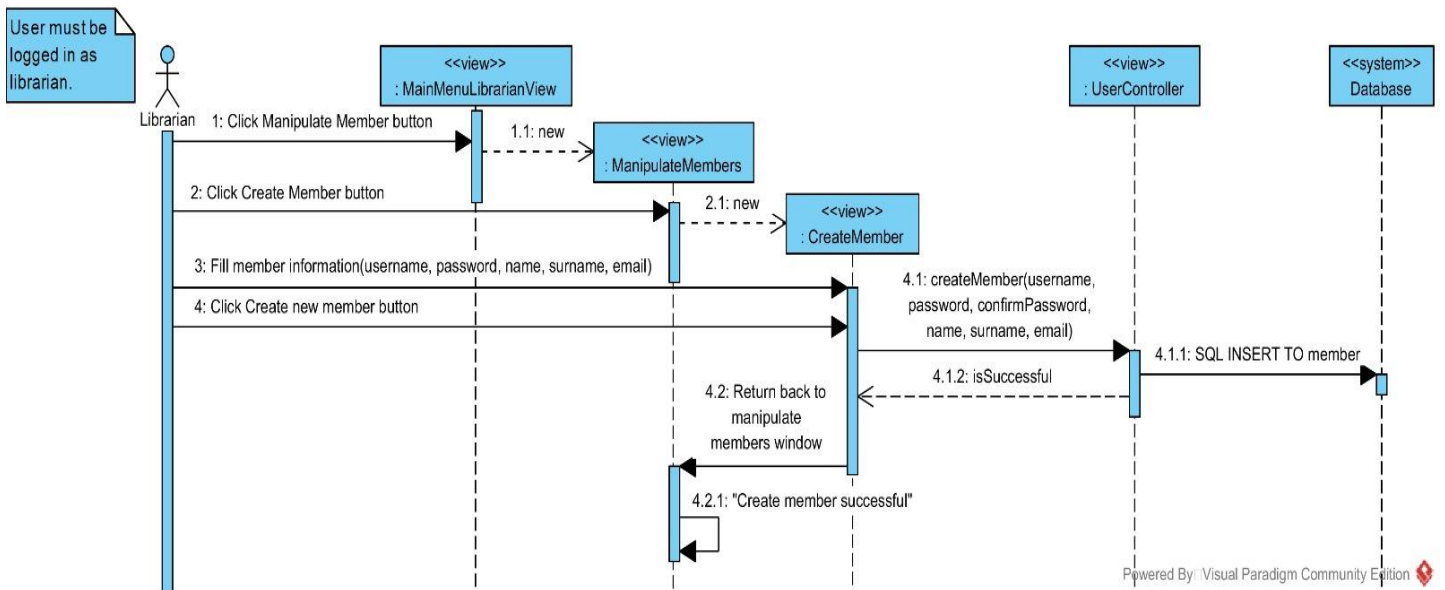 User must be
logged in as
librarian.
Librarian
<<view>>
: MainMenuLibrarianView
<<view>>
: UserController
<<system>>
Database
1: Click Manipulate Member button
1.1: new
<<view>>
: ManipulateMembers
2: Click Create Member button
2.1: new
<<view>>
: CreateMember
3: Fill member information(username, password, name, surname, email)
4: Click Create new member button
4.1: createMember(username,
password, confirmPassword,
name, surname, email)
4.1.1: SQL INSERT TO member
4.1.2: isSuccessful
4.2: Return back to
manipulate
members window
4.2.1: "Create member successful"
Powered By Visual Paradigm Community Edition